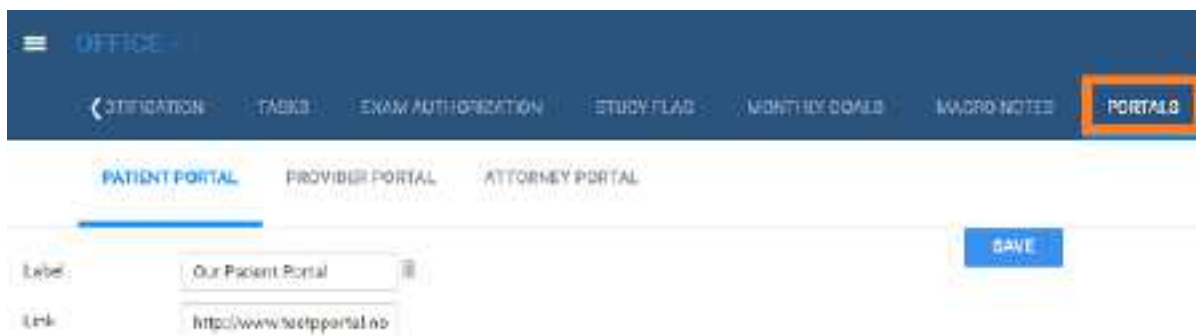 OFFICE -
TASKS EXAM AUTHORIZATION STUDY FLAG MONTHLY GOALS MACRO NOTES PORTALS
PATIENT PORTAL PROVIDER PORTAL ATTORNEY PORTAL
SAVE
Label Our Patient Portal
Link